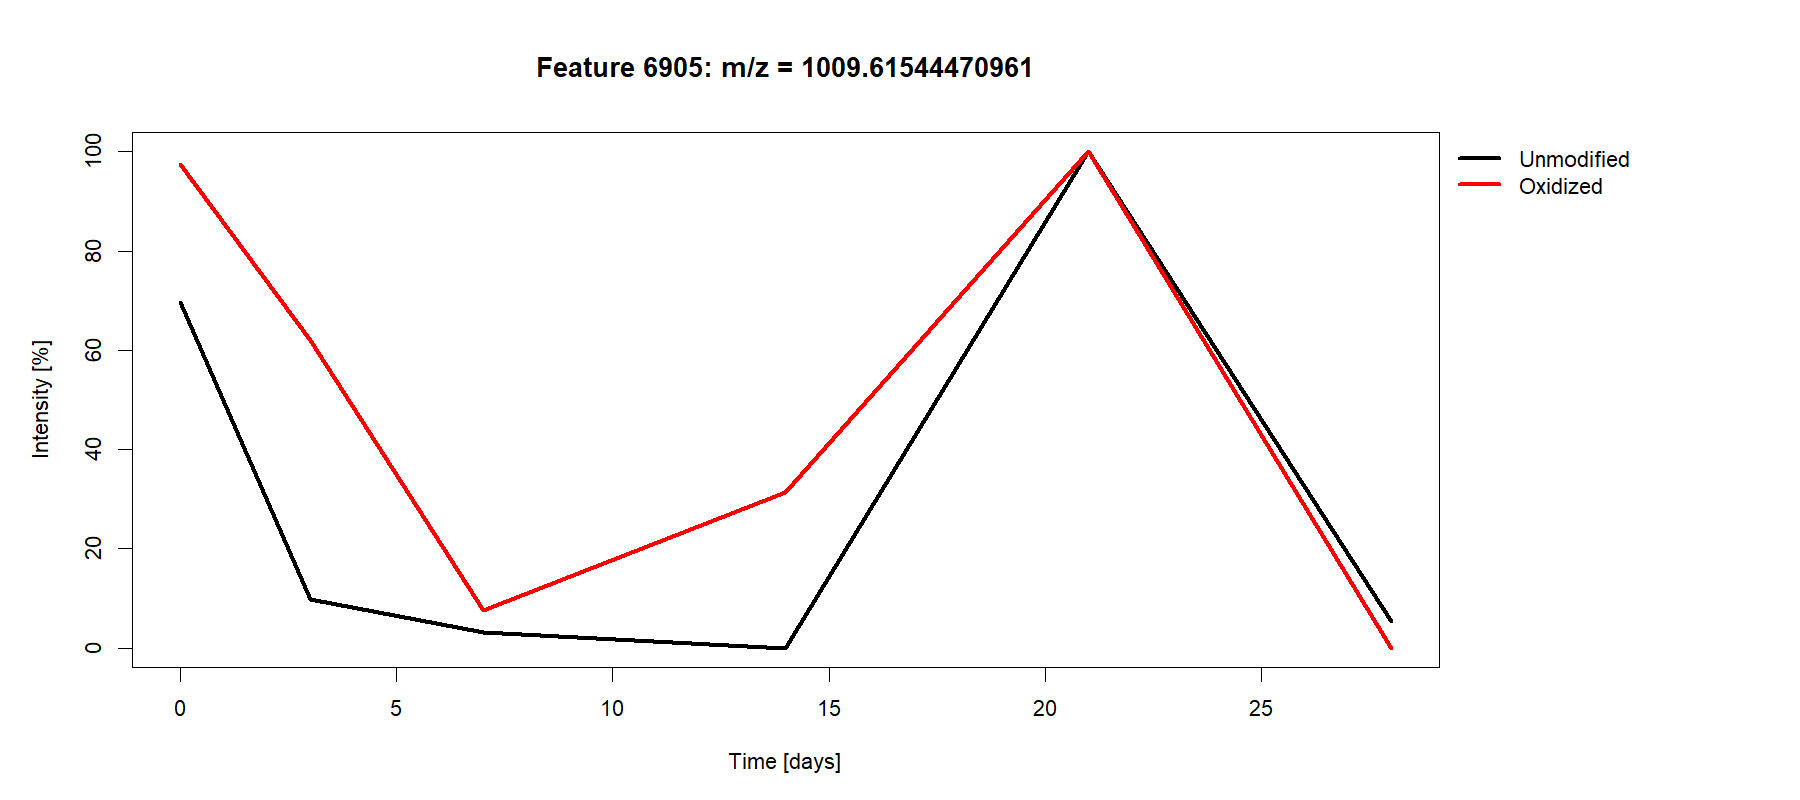 Feature 6905: m/z = 1009.61544470961
Unmodified
Oxidized
Intensity [%]
100
80
60
40
20
0
0 5 10 15 20 25
Time [days]